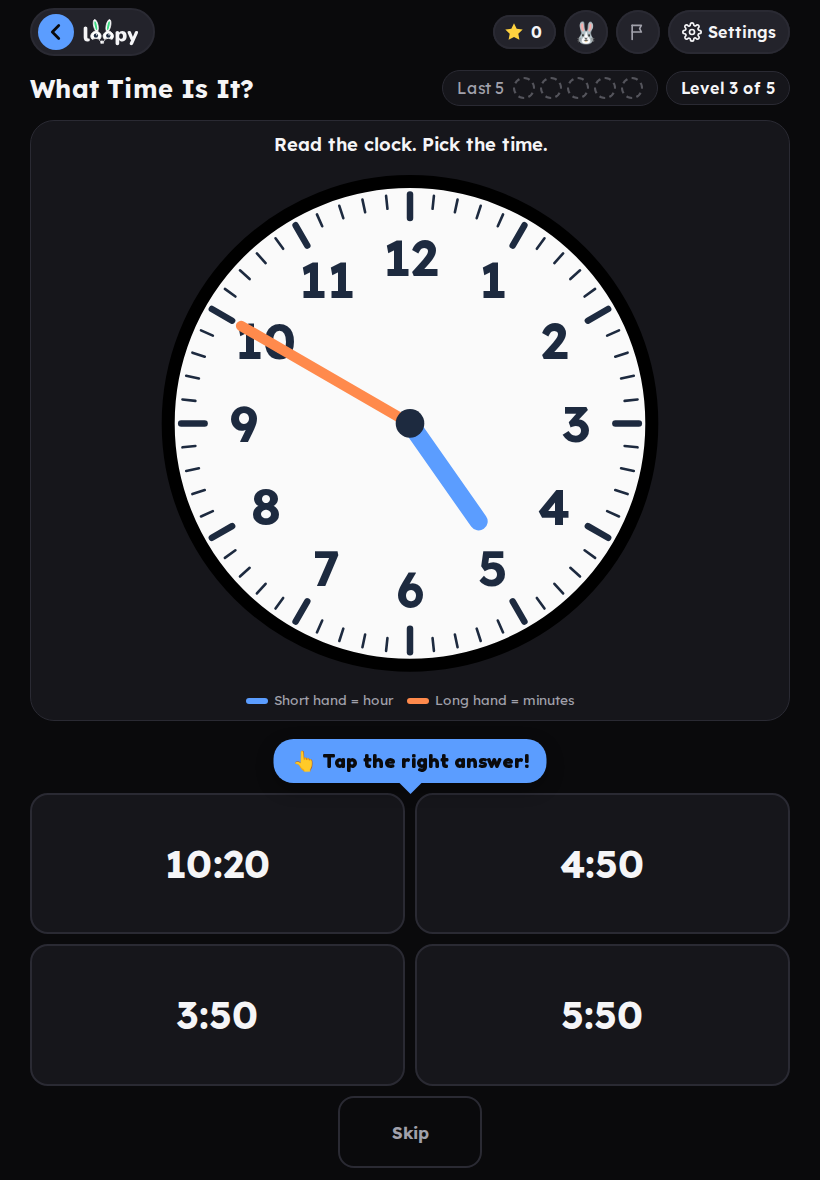 loopy
0
Settings
What Time Is It?
Last 5
Level 3 of 5
Read the clock. Pick the time.
12
11
1
10
2
9
3
8
4
7
5
6
Short hand = hour
Long hand = minutes
👆 Tap the right answer!
10:20
4:50
3:50
5:50
Skip